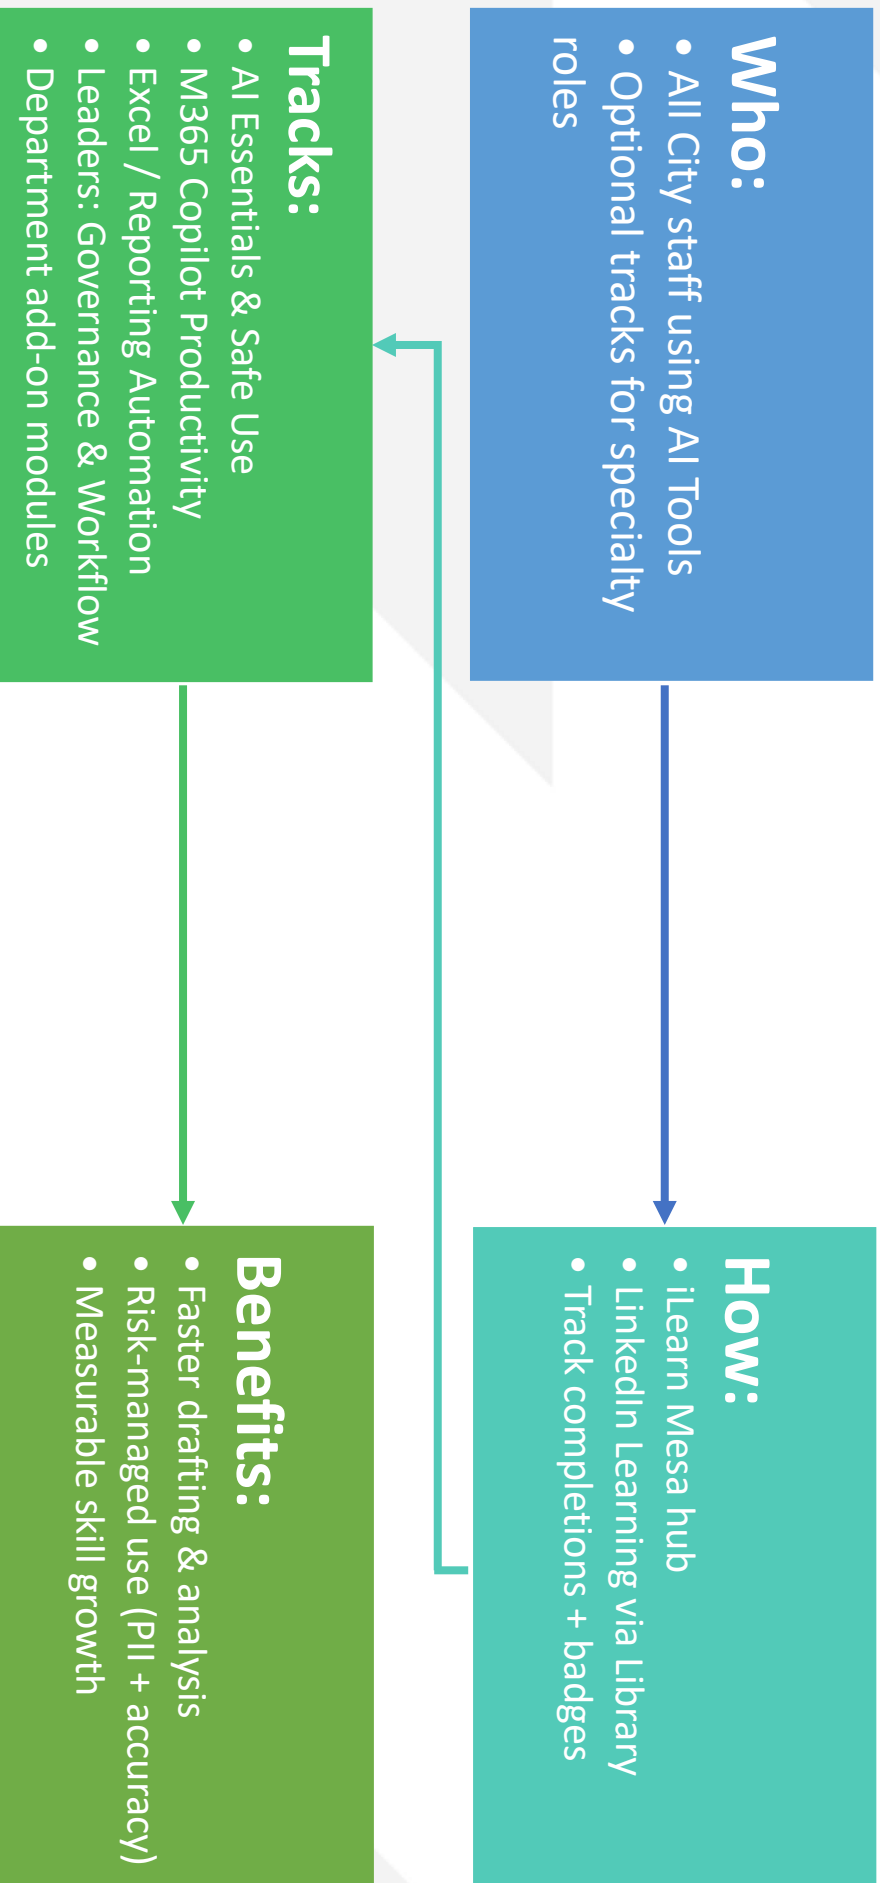 Who:
• All City staff using AI Tools
• Optional tracks for specialty
roles
How:
• iLearn Mesa hub
• LinkedIn Learning via Library
• Track completions + badges
Tracks:
• AI Essentials & Safe Use
• M365 Copilot Productivity
• Excel / Reporting Automation
• Leaders: Governance & Workflow
• Department add-on modules
Benefits:
• Faster drafting & analysis
• Risk-managed use (PII + accuracy)
• Measurable skill growth